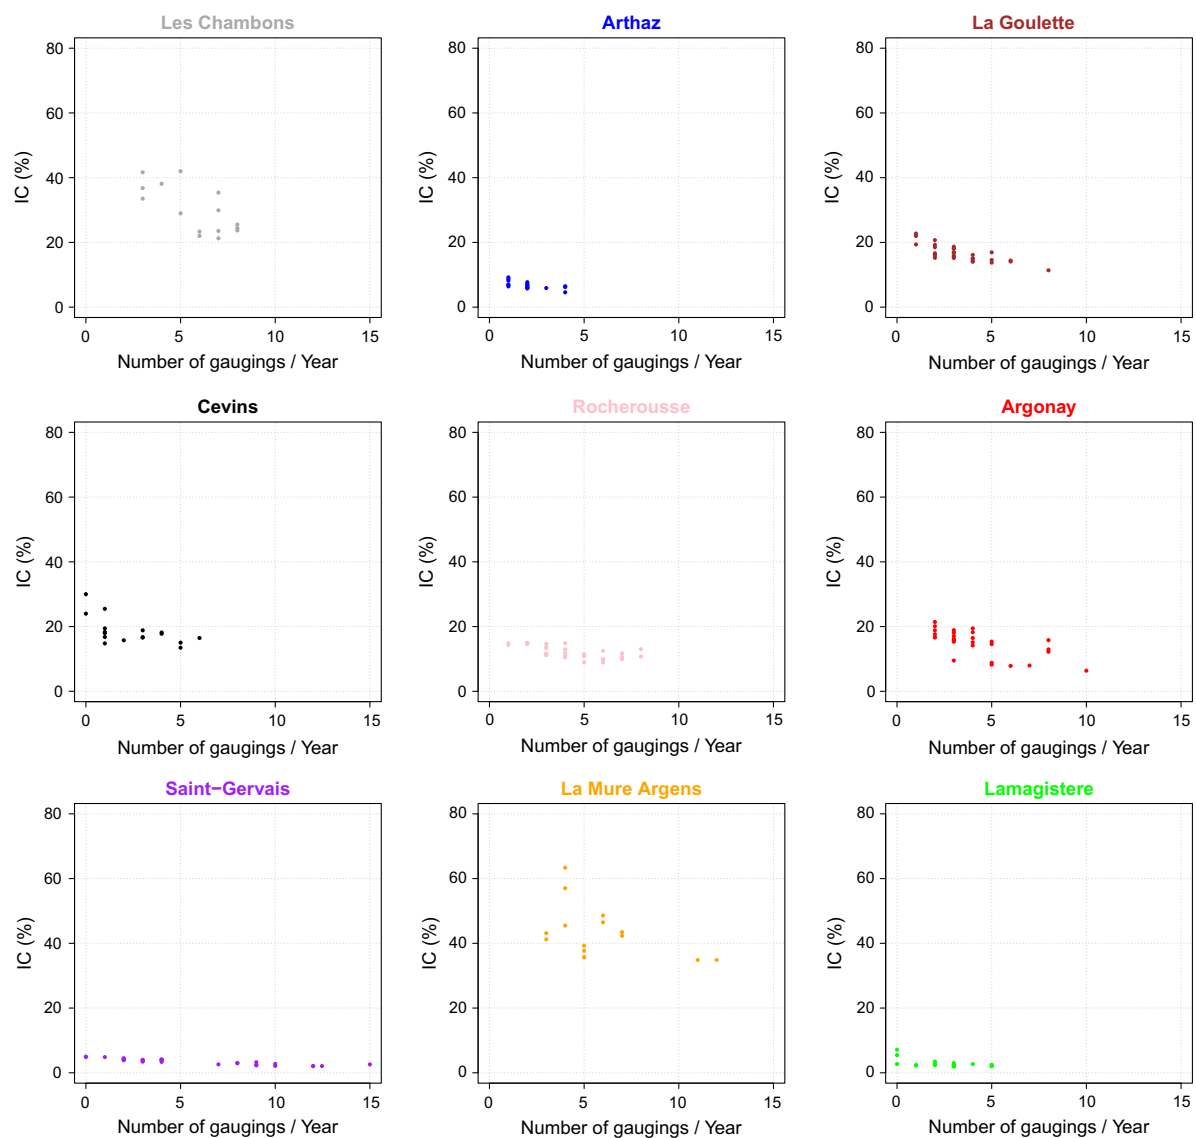 Les Chambons
Arthaz
La Goulette
IC (%)
80
60
40
20
0
0 5 10 15
Number of gaugings / Year
IC (%)
80
60
40
20
0
0 5 10 15
Number of gaugings / Year
IC (%)
80
60
40
20
0
0 5 10 15
Number of gaugings / Year
Cevins
Rocherousse
Argonay
IC (%)
80
60
40
20
0
0 5 10 15
Number of gaugings / Year
IC (%)
80
60
40
20
0
0 5 10 15
Number of gaugings / Year
IC (%)
80
60
40
20
0
0 5 10 15
Number of gaugings / Year
Saint−Gervais
La Mure Argens
Lamagistere
IC (%)
80
60
40
20
0
0 5 10 15
Number of gaugings / Year
IC (%)
80
60
40
20
0
0 5 10 15
Number of gaugings / Year
IC (%)
80
60
40
20
0
0 5 10 15
Number of gaugings / Year